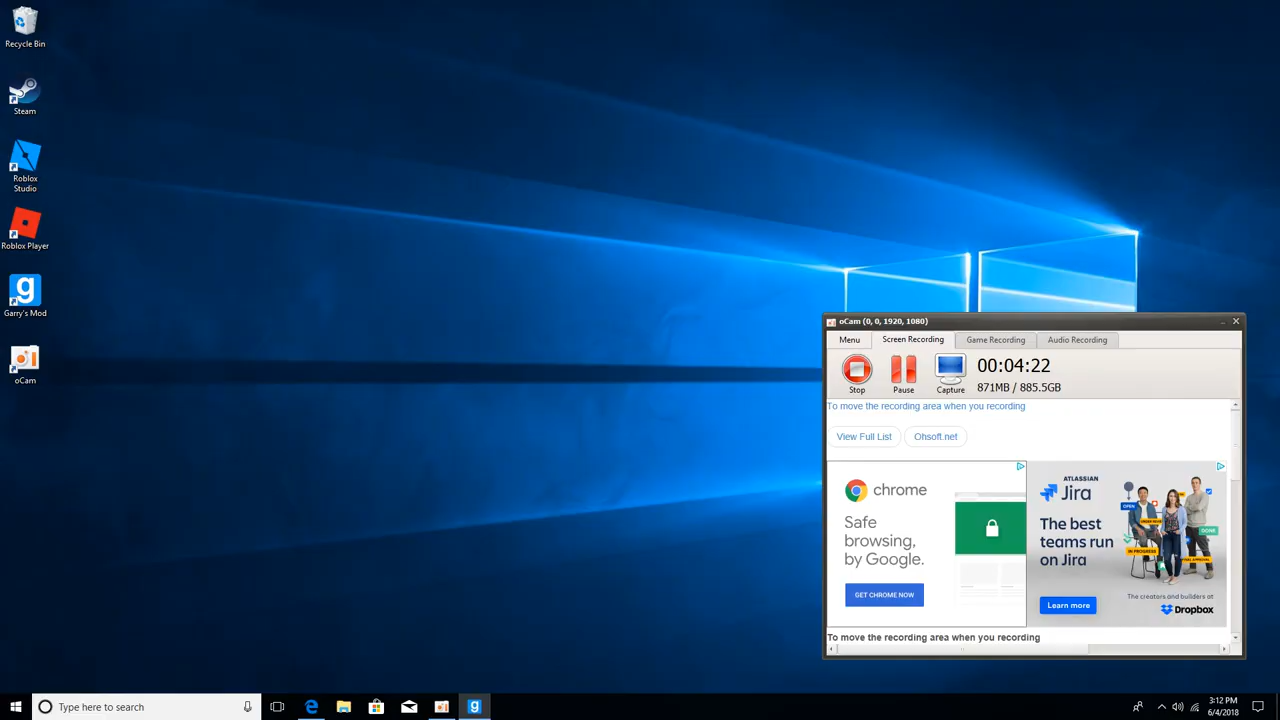 Recycle Bin
Steam
Roblox
Studio
Roblox Player
g
Garry's Mod
oCam
oCam (0, 0, 1920, 1080)
Menu
Screen Recording
Game Recording
Audio Recording
Stop
Pause
Capture
00:04:22
871MB / 885.5GB
To move the recording area when you recording
View Full List
Ohsoft.net
chrome
Safe
browsing,
by Google.
GET CHROME NOW
ATLASSIAN
Jira
The best
teams run
on Jira
OPEN
DONE
IN PROGRESS
The creators and builders at
Dropbox
Learn more
To move the recording area when you recording
Type here to search
g
3:12 PM
6/4/2018